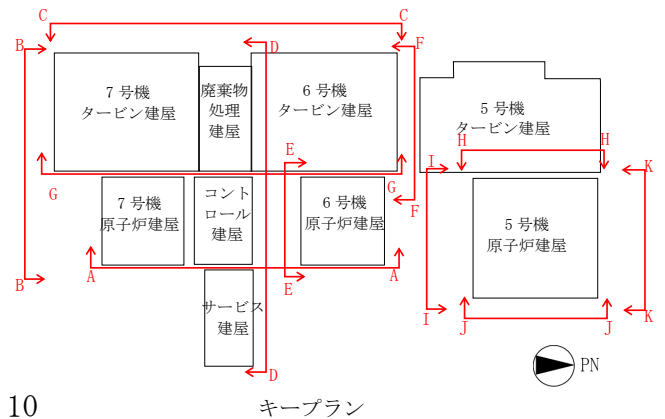 C
C
B
D
F
7 号機
タービン建屋
廃棄物
処理
建屋
6 号機
タービン建屋
5 号機
タービン建屋
E
H
H
I
K
G
G
7 号機
原子炉建屋
コント
ロール
建屋
6 号機
原子炉建屋
F
5 号機
原子炉建屋
B
A
E
A
サービス
建屋
I
J
J
K
D
PN
10
キープラン